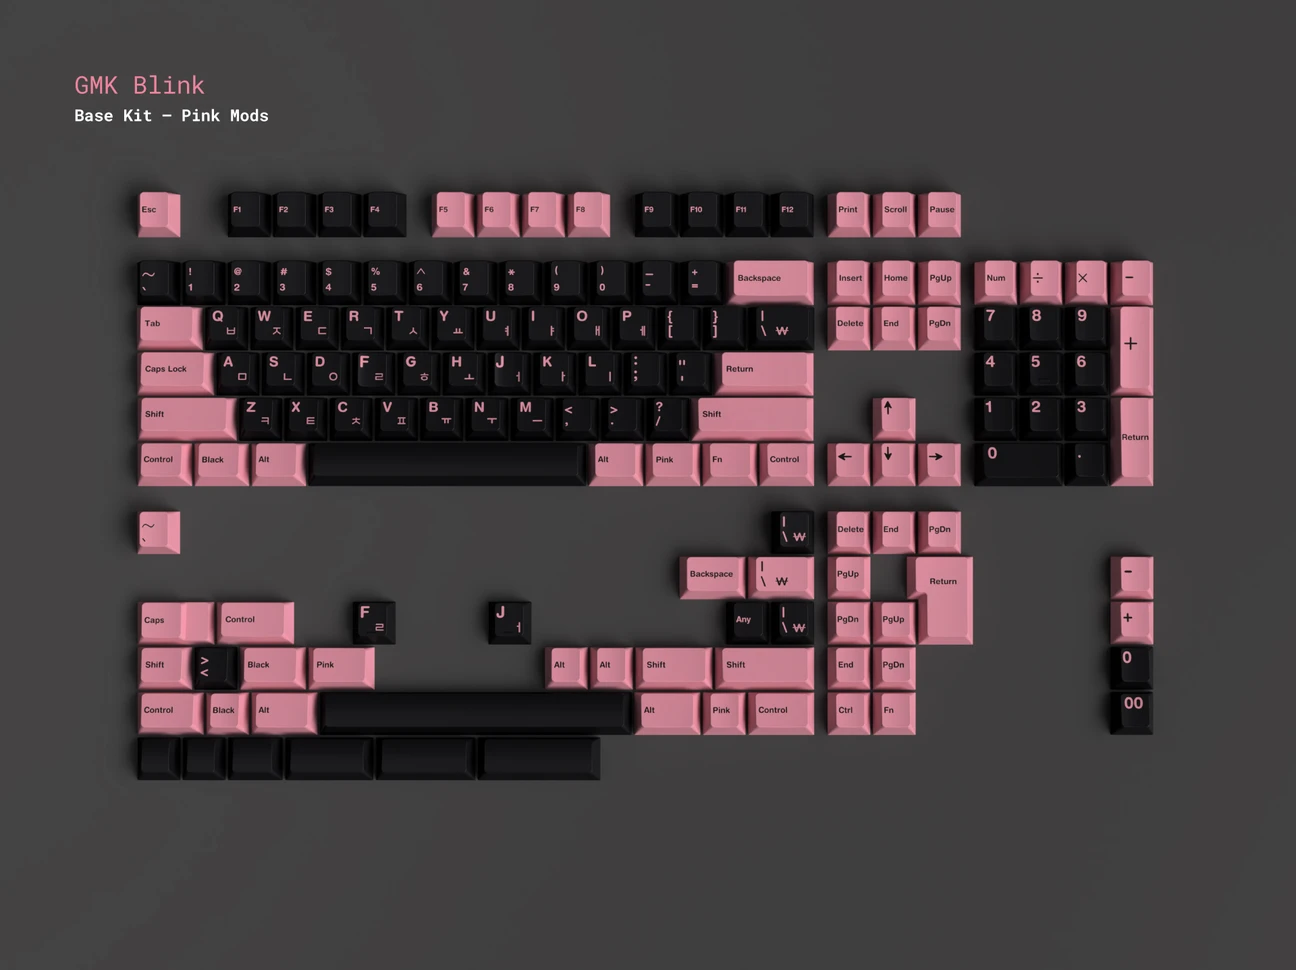 GMK Blink
Base Kit – Pink Mods
Esc F1 F2 F3 F4 F5 F6 F7 F8 F9 F10 F11 F12 Print Scroll Pause
~ ! @ # $ % ^ & * ( ) — + Backspace Insert Home PgUp Num ÷ × -
` 1 2 3 4 5 6 7 8 9 0 - =
Tab Q W E R T Y U I O P { } | Delete End PgDn 7 8 9 +
ㅂ ㅈ ㄷ ㄱ ㅅ ㅛ ㅕ ㅑ ㅐ ㅔ [ ] \ ₩
Caps Lock A S D F G H J K L : " Return 4 5 6
ㅁ ㄴ ㅇ ㄹ ㅎ ㅗ ㅓ ㅏ ㅣ ; '
Shift Z X C V B N M < > ? Shift ↑ 1 2 3 Return
ㅋ ㅌ ㅊ ㅍ ㅠ ㅜ ㅡ , . /
Control Black Alt Alt Pink Fn Control ← ↓ → 0 .
~ | Delete End PgDn
` \ ₩
Backspace | PgUp Return -
\ ₩
Caps Control F J Any | PgDn PgUp +
ㄹ ㅓ \ ₩
Shift > Black Pink Alt Alt Shift Shift End PgDn 0
<
Control Black Alt Alt Pink Control Ctrl Fn 00